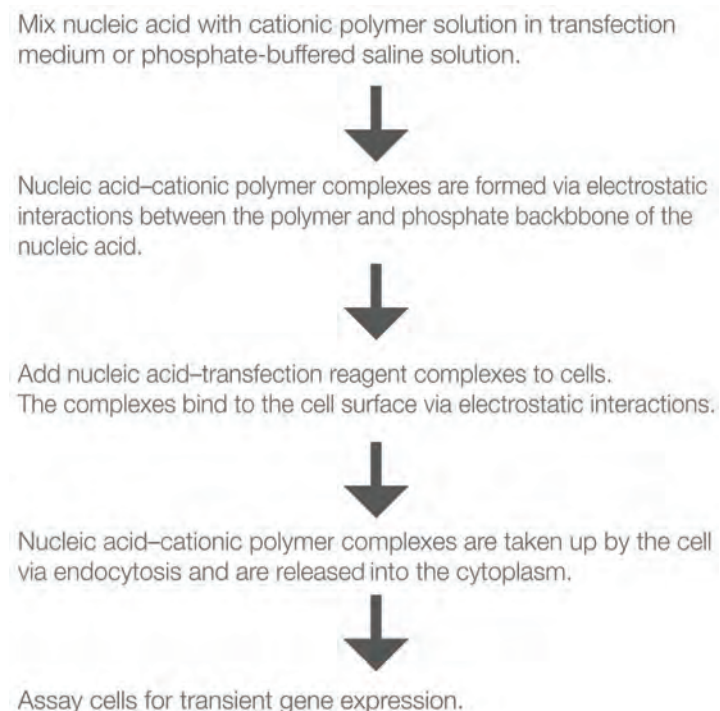 Mix nucleic acid with cationic polymer solution in transfection
medium or phosphate-buffered saline solution.
Nucleic acid–cationic polymer complexes are formed via electrostatic
interactions between the polymer and phosphate backbbone of the
nucleic acid.
Add nucleic acid–transfection reagent complexes to cells.
The complexes bind to the cell surface via electrostatic interactions.
Nucleic acid–cationic polymer complexes are taken up by the cell
via endocytosis and are released into the cytoplasm.
Assay cells for transient gene expression.